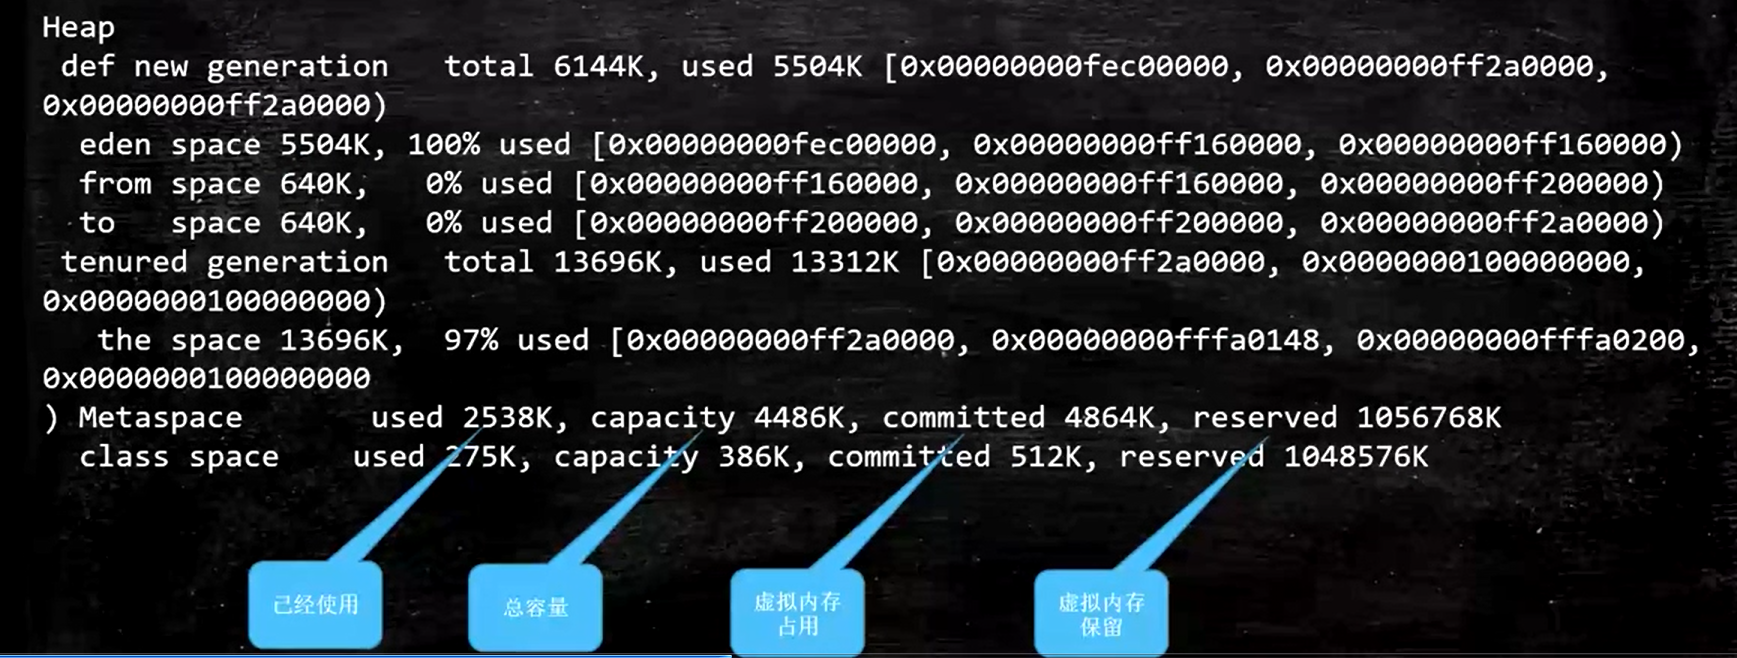 Heap
def new generation total 6144K, used 5504K [0x00000000fec00000, 0x00000000ff2a0000,
0x00000000ff2a0000)
eden space 5504K, 100% used [0x00000000fec00000, 0x00000000ff160000, 0x00000000ff160000)
from space 640K, 0% used [0x00000000ff160000, 0x00000000ff160000, 0x00000000ff200000)
to space 640K, 0% used [0x00000000ff200000, 0x00000000ff200000, 0x00000000ff2a0000)
tenured generation total 13696K, used 13312K [0x00000000ff2a0000, 0x0000000100000000,
0x0000000100000000)
the space 13696K, 97% used [0x00000000ff2a0000, 0x00000000fffa0148, 0x00000000fffa0200,
0x0000000100000000
) Metaspace used 2538K, capacity 4486K, committed 4864K, reserved 1056768K
class space used 275K, capacity 386K, committed 512K, reserved 1048576K
已经使用
总容量
虚拟内存
占用
虚拟内存
保留